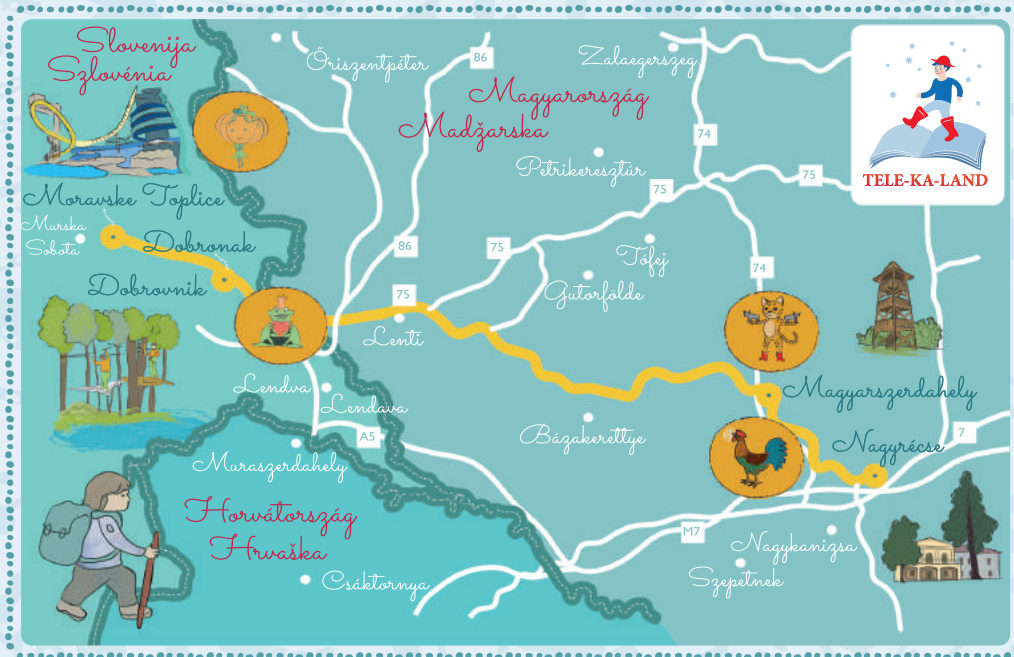 Slovenija
Szlovénia
Őriszentpéter
86
Zalaegerszeg
Magyarország
Madžarska
74
TELE-KA-LAND
Petrikeresztúr
75
75
Moravske Toplice
Murska
Sobota
Dobronak
86
75
Tófej
74
Dobrovnik
75
Gutorfölde
Lenti
Lendva
Lendava
Magyarszerdahely
A5
Bázakerettye
7
Nagyrécse
Muraszerdahely
Horvátország
Hrvaška
M7
Nagykanizsa
Csáktornya
Szepetnek